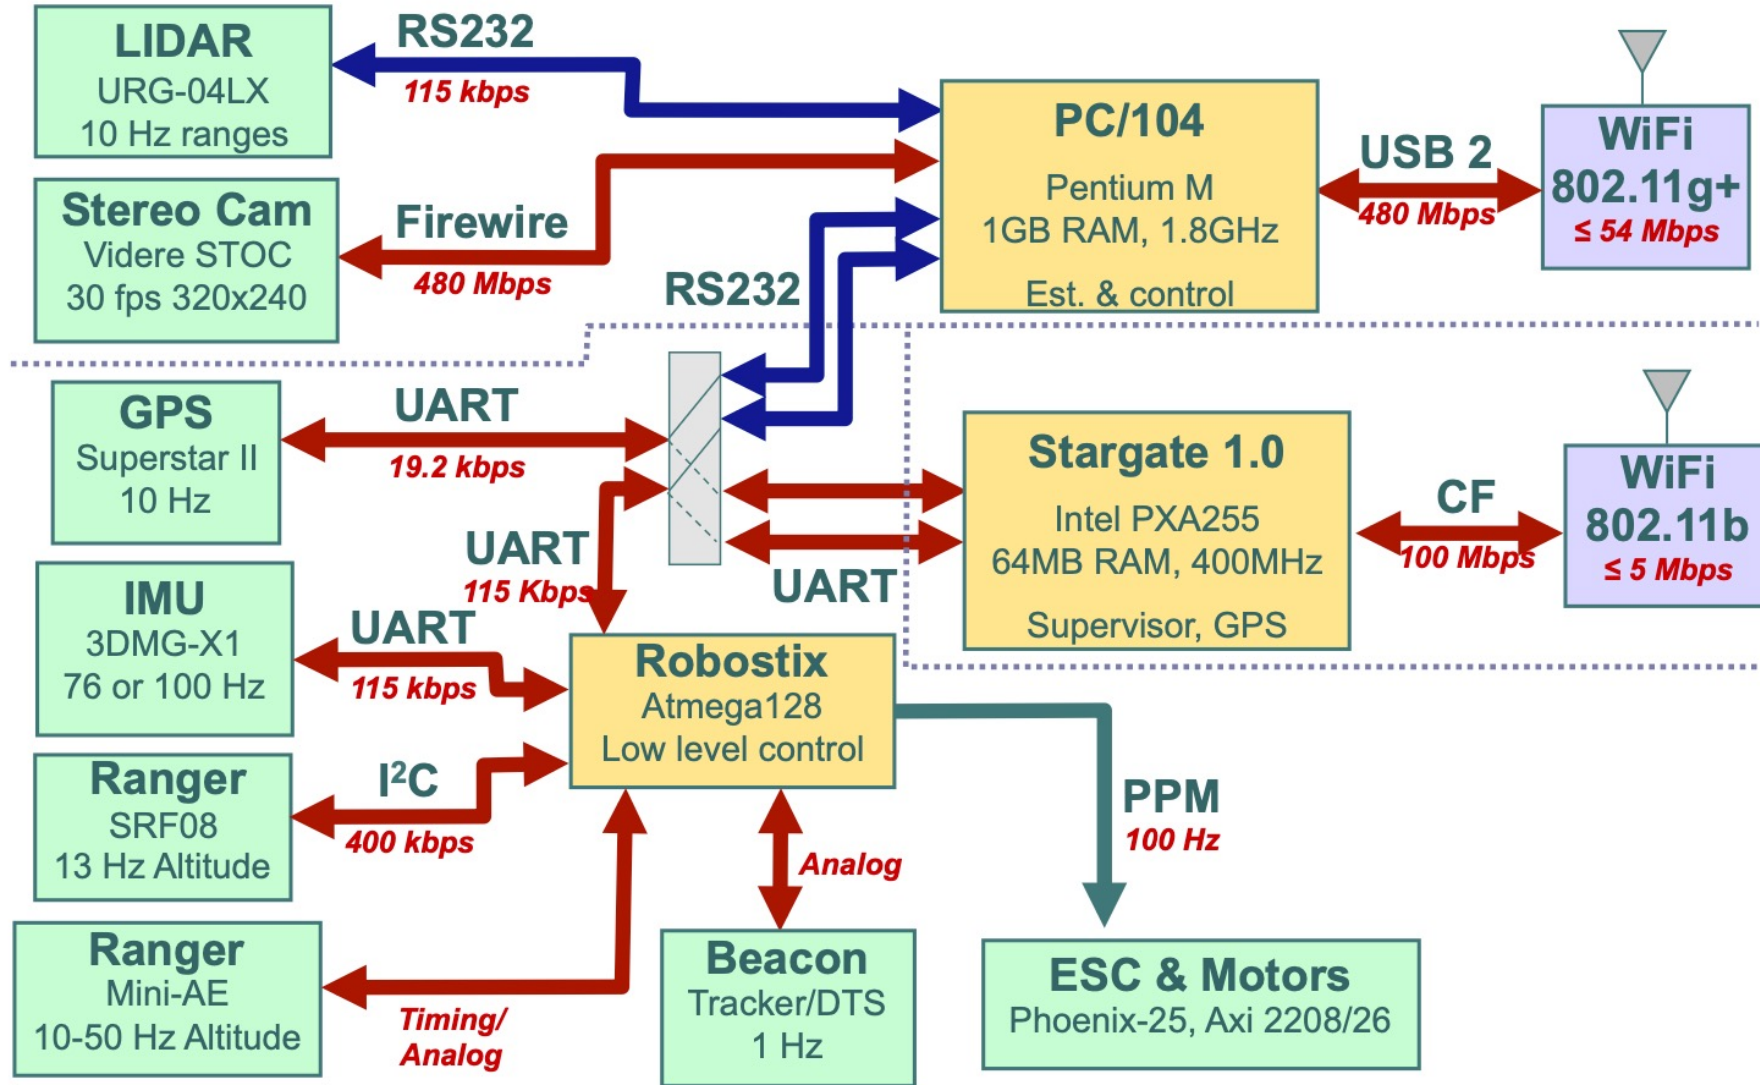 LIDAR
URG-04LX
10 Hz ranges
RS232
115 kbps
Stereo Cam
Videre STOC
30 fps 320x240
Firewire
480 Mbps
PC/104
Pentium M
1GB RAM, 1.8GHz
Est. & control
USB 2
480 Mbps
WiFi
802.11g+
≤ 54 Mbps
RS232
GPS
Superstar II
10 Hz
UART
19.2 kbps
UART
115 Kbps
UART
Stargate 1.0
Intel PXA255
64MB RAM, 400MHz
Supervisor, GPS
CF
100 Mbps
WiFi
802.11b
≤ 5 Mbps
IMU
3DMG-X1
76 or 100 Hz
UART
115 kbps
Robostix
Atmega128
Low level control
Ranger
SRF08
13 Hz Altitude
I²C
400 kbps
PPM
100 Hz
Analog
Ranger
Mini-AE
10-50 Hz Altitude
Timing/
Analog
Beacon
Tracker/DTS
1 Hz
ESC & Motors
Phoenix-25, Axi 2208/26